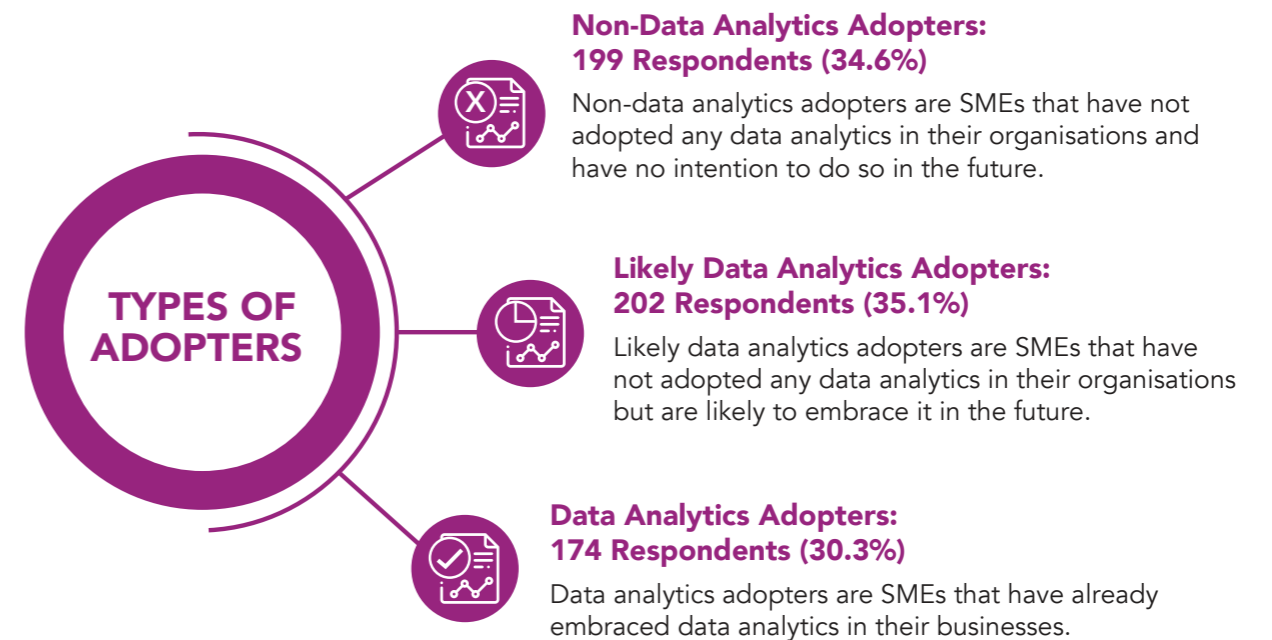 Non-Data Analytics Adopters:
199 Respondents (34.6%)
X
Non-data analytics adopters are SMEs that have not
adopted any data analytics in their organisations and
have no intention to do so in the future.
TYPES OF
ADOPTERS
Likely Data Analytics Adopters:
202 Respondents (35.1%)
Likely data analytics adopters are SMEs that have
not adopted any data analytics in their organisations
but are likely to embrace it in the future.
Data Analytics Adopters:
174 Respondents (30.3%)
Data analytics adopters are SMEs that have already
embraced data analytics in their businesses.